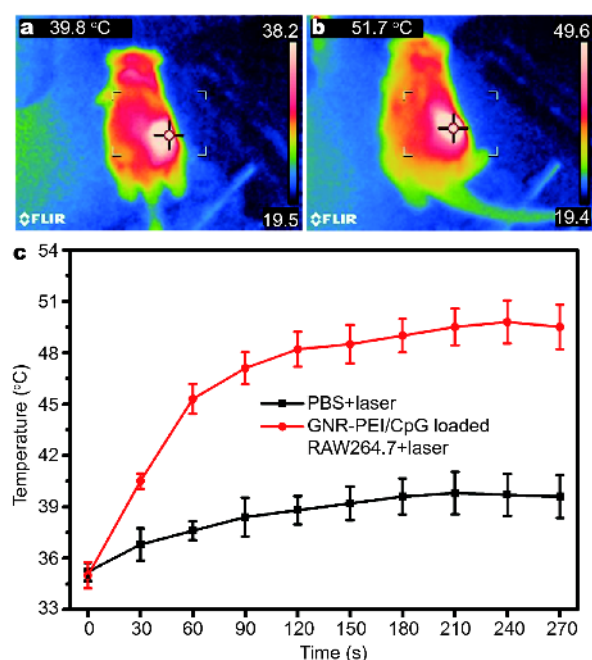 a 39.8 °C 38.2
FLIR 19.5
b 51.7 °C 49.6
FLIR 19.4
c
54
51
48
45
42
39
36
33
Temperature (°C)
PBS+laser
GNR-PEI/CpG loaded
RAW264.7+laser
0 30 60 90 120 150 180 210 240 270
Time (s)